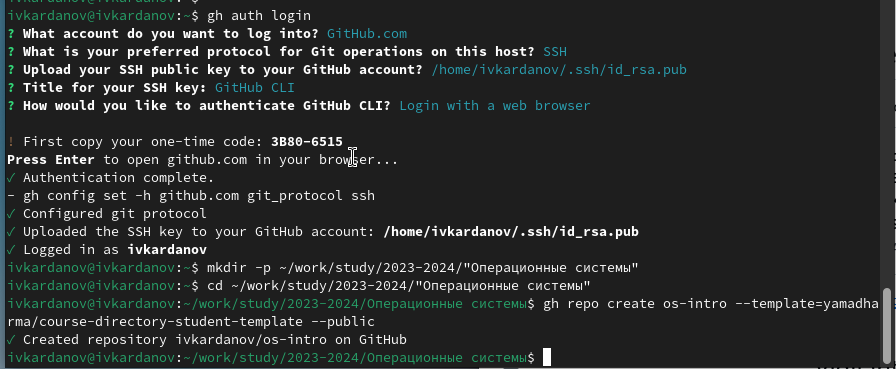 ivkardanov@ivkardanov:~$ gh auth login
? What account do you want to log into? GitHub.com
? What is your preferred protocol for Git operations on this host? SSH
? Upload your SSH public key to your GitHub account? /home/ivkardanov/.ssh/id_rsa.pub
? Title for your SSH key: GitHub CLI
? How would you like to authenticate GitHub CLI? Login with a web browser
! First copy your one-time code: 3B80-6515
Press Enter to open github.com in your browser...
✓ Authentication complete.
- gh config set -h github.com git_protocol ssh
✓ Configured git protocol
✓ Uploaded the SSH key to your GitHub account: /home/ivkardanov/.ssh/id_rsa.pub
✓ Logged in as ivkardanov
ivkardanov@ivkardanov:~$ mkdir -p ~/work/study/2023-2024/"Операционные системы"
ivkardanov@ivkardanov:~$ cd ~/work/study/2023-2024/"Операционные системы"
ivkardanov@ivkardanov:~/work/study/2023-2024/Операционные системы$ gh repo create os-intro --template=yamadha
rma/course-directory-student-template --public
✓ Created repository ivkardanov/os-intro on GitHub
ivkardanov@ivkardanov:~/work/study/2023-2024/Операционные системы$